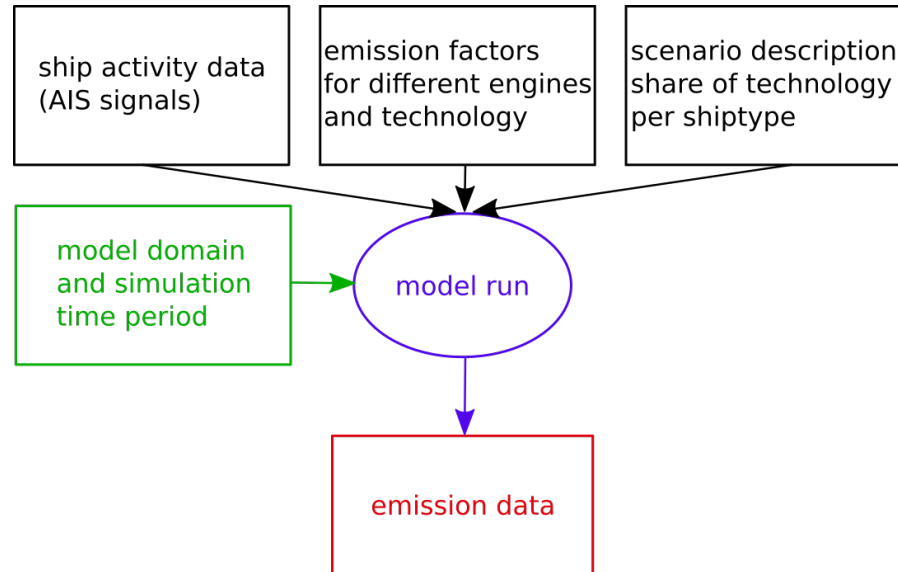 ship activity data
(AIS signals)
emission factors
for different engines
and technology
scenario description
share of technology
per shiptype
model domain
and simulation
time period
model run
emission data